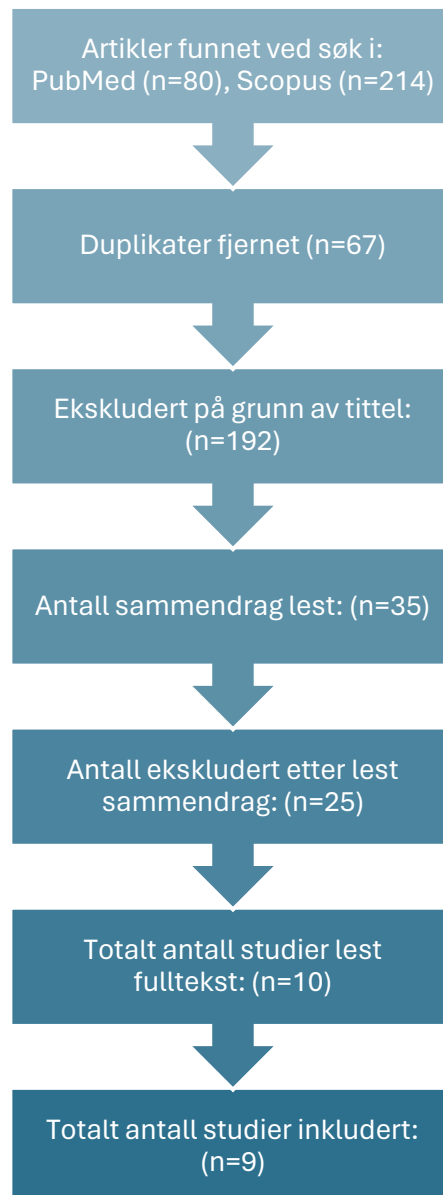 Artikler funnet ved søk i:
PubMed (n=80), Scopus (n=214)
Duplikater fjernet (n=67)
Ekskludert på grunn av tittel:
(n=192)
Antall sammendrag lest: (n=35)
Antall ekskludert etter lest
sammendrag: (n=25)
Totalt antall studier lest
fulltekst: (n=10)
Totalt antall studier inkludert:
(n=9)